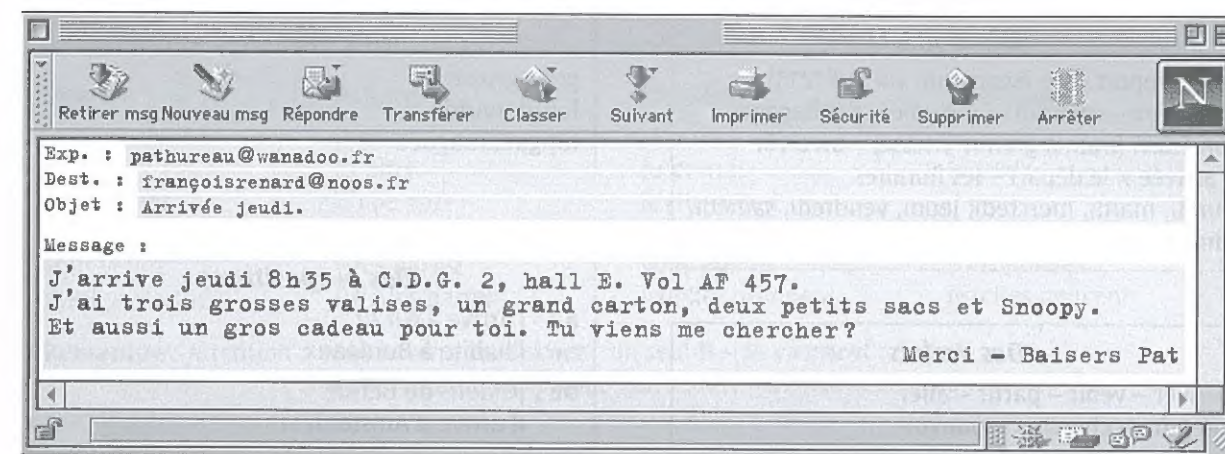 Retirer msg Nouveau msg Répondre Transférer Classer Suivant Imprimer Sécurité Supprimer Arrêter N
Exp. : pathureau@wanadoo.fr
Dest. : françoisrenard@noos.fr
Objet : Arrivée jeudi.
Message :
J'arrive jeudi 8h35 à C.D.G. 2, hall E. Vol AF 457.
J'ai trois grosses valises, un grand carton, deux petits sacs et Snoopy.
Et aussi un gros cadeau pour toi. Tu viens me chercher?
Merci - Baisers Pat